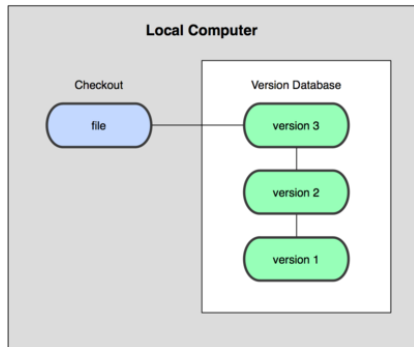 Local Computer
Checkout
Version Database
file
version 3
version 2
version 1